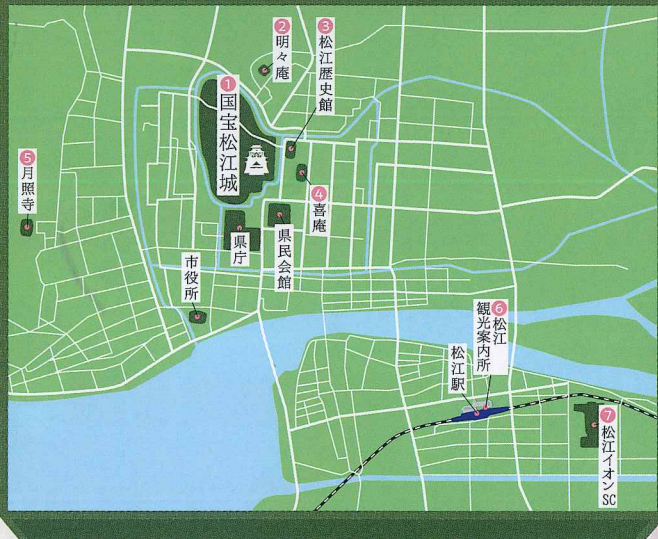 ① 国宝松江城
② 明々庵
③ 松江歴史館
④ 喜庵
⑤ 月照寺
県庁
県民会館
市役所
⑥ 松江
観光案内所
松江駅
⑦ 松江イオンSC